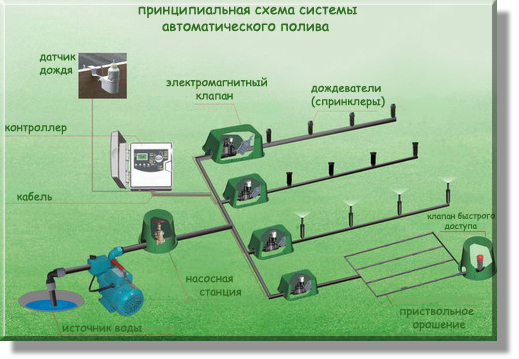 принципиальная схема системы
автоматического полива
датчик
дождя
электромагнитный
клапан
дождеватели
(спринклеры)
контроллер
кабель
клапан быстрого
доступа
насосная
станция
источник воды
приствольное
орошение